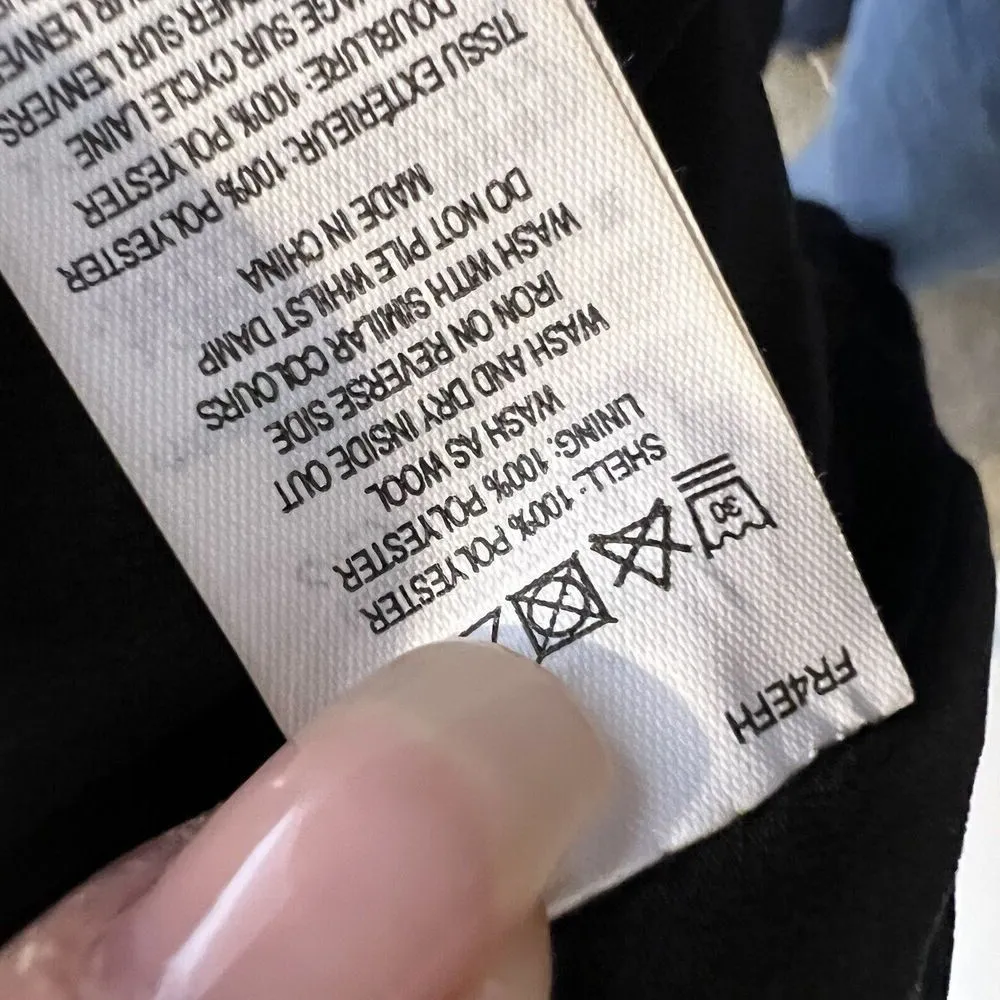 FR4EFH
30
SHELL: 100% POLYESTER
LINING: 100% POLYESTER
WASH AS WOOL
WASH AND DRY INSIDE OUT
IRON ON REVERSE SIDE
WASH WITH SIMILAR COLOURS
DO NOT PILE WHILST DAMP
MADE IN CHINA
TISSU EXTÉRIEUR: 100% POLYESTER
DOUBLURE: 100% POLYESTER
SUR CYCLE LAINE
SUR L'ENVERS